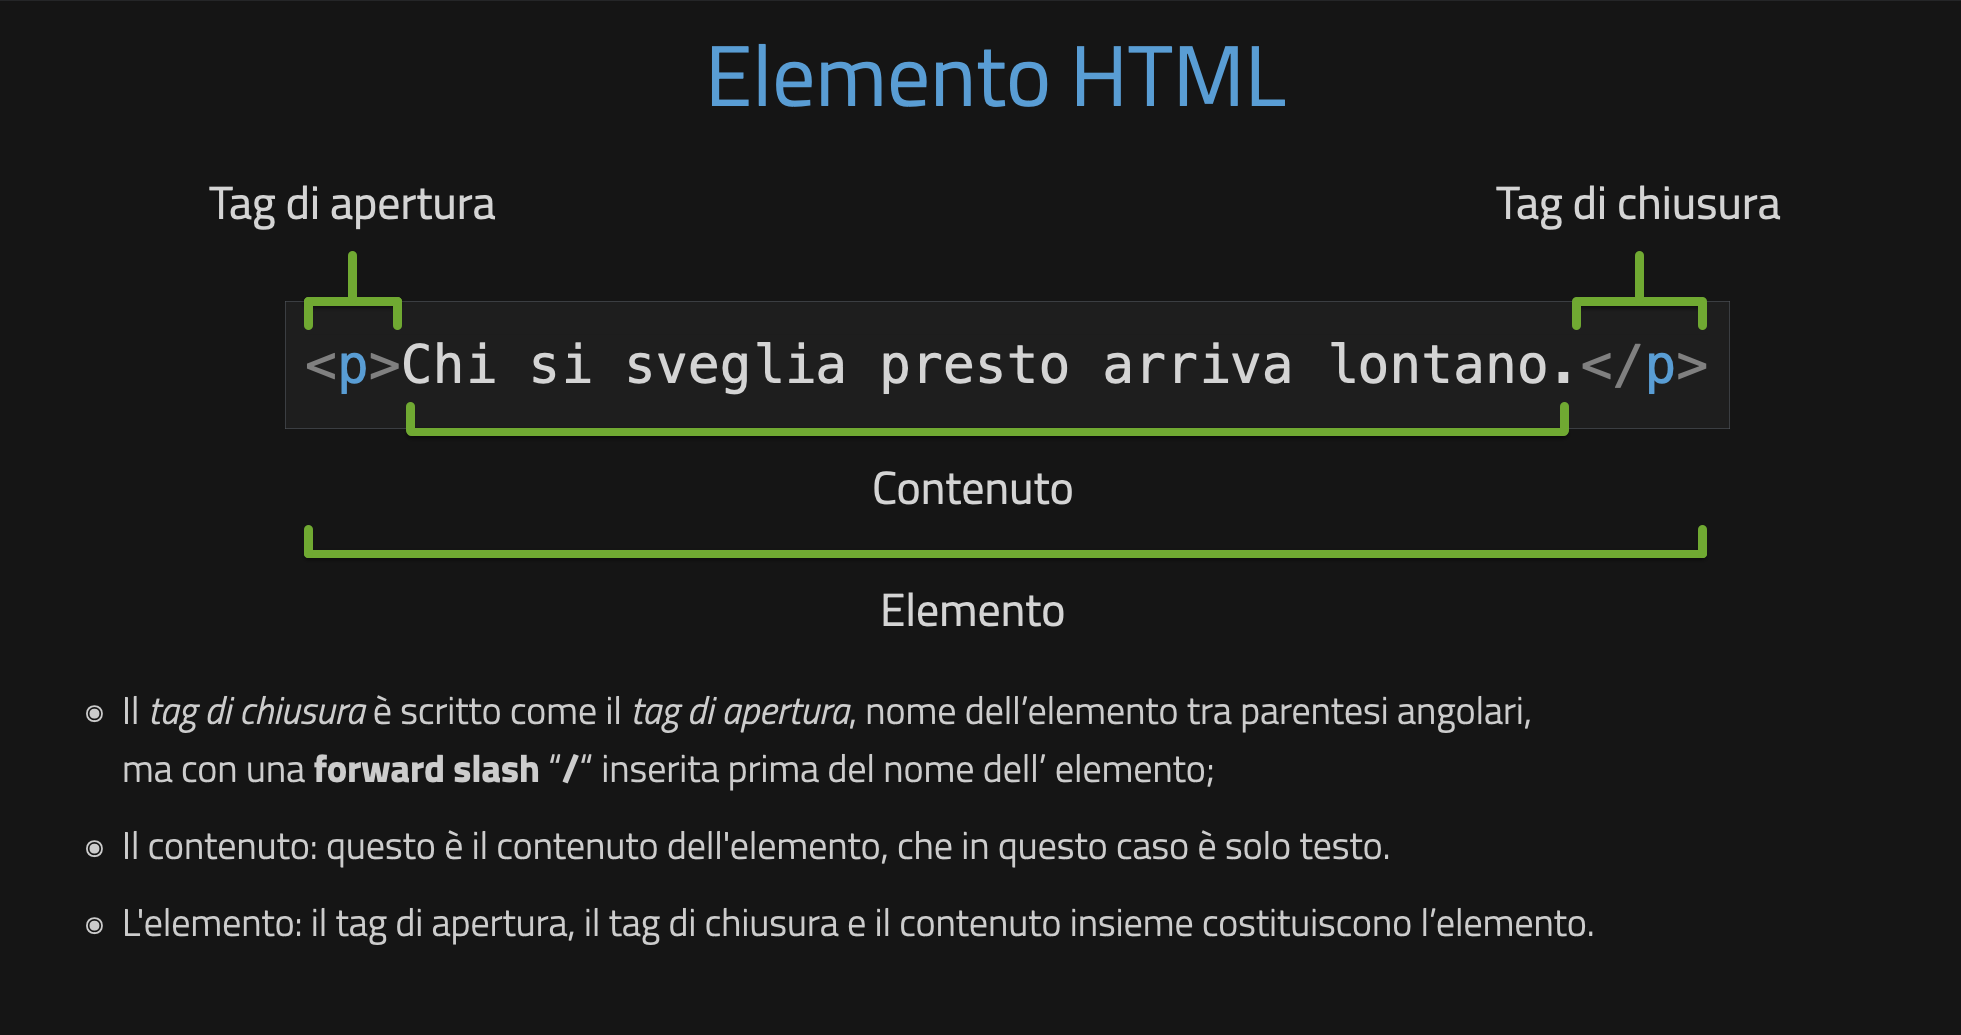 Elemento HTML
Tag di apertura
Tag di chiusura
<p>Chi si sveglia presto arriva lontano.</p>
Contenuto
Elemento
◉ Il tag di chiusura è scritto come il tag di apertura, nome dell’elemento tra parentesi angolari,
ma con una forward slash “/“ inserita prima del nome dell’ elemento;
◉ Il contenuto: questo è il contenuto dell'elemento, che in questo caso è solo testo.
◉ L'elemento: il tag di apertura, il tag di chiusura e il contenuto insieme costituiscono l’elemento.